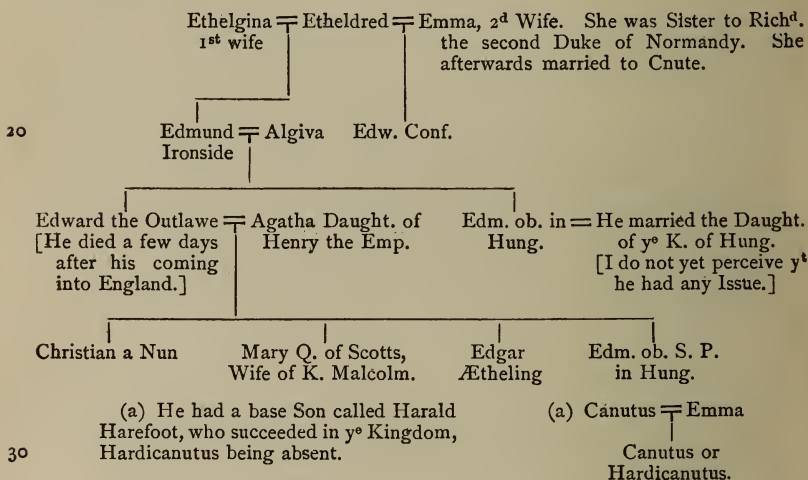 Ethelgina = Etheldred = Emma, 2d Wife. She was Sister to Richd.
1st wife the second Duke of Normandy. She
afterwards married to Cnute.
20 Edmund = Algiva Edw. Conf.
Ironside
Edward the Outlawe = Agatha Daught. of Edm. ob. in = He married the Daught.
[He died a few days Henry the Emp. Hung. of ye K. of Hung.
after his coming [I do not yet perceive yt
into England.] he had any Issue.]
Christian a Nun Mary Q. of Scotts, Edgar Edm. ob. S. P.
Wife of K. Malcolm. Ætheling in Hung.
(a) He had a base Son called Harald (a) Canutus = Emma
Harefoot, who succeeded in ye Kingdom,
30 Hardicanutus being absent. Canutus or
Hardicanutus.